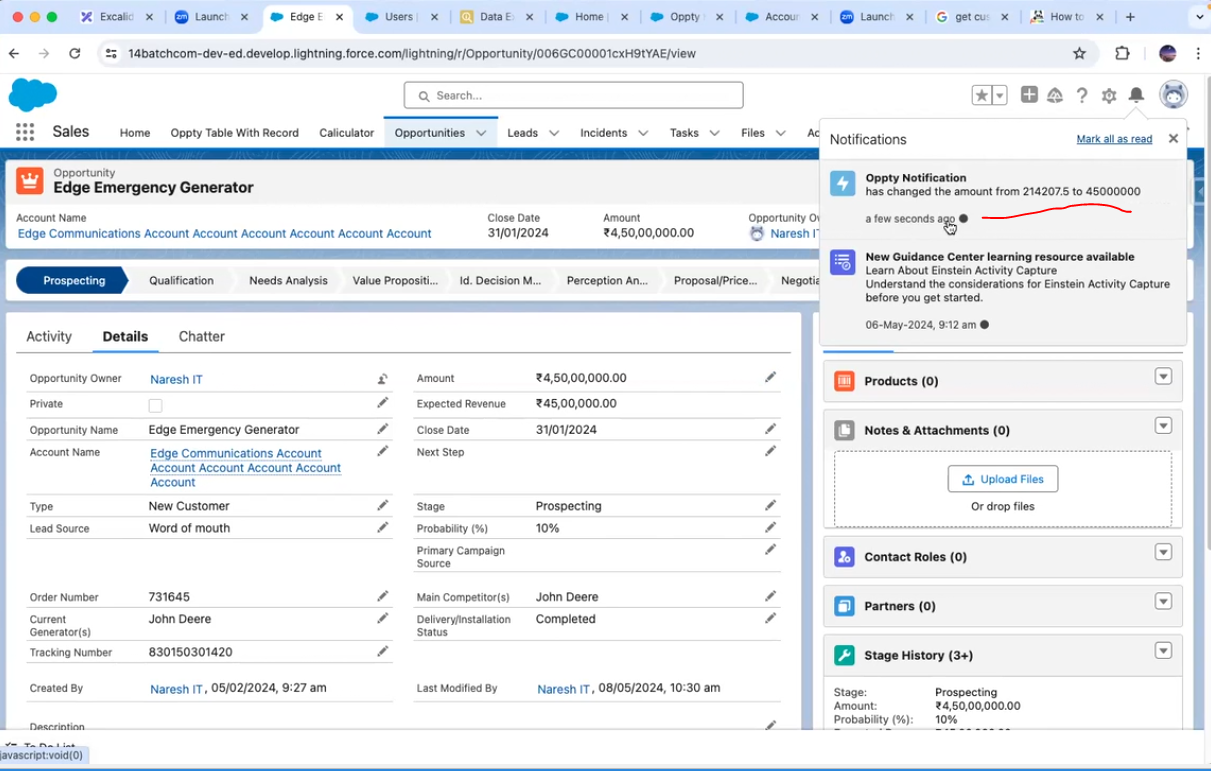 Excalid
Launch
Edge E
Users |
Data E
Home |
Oppty
Accou
Launch
get cus
How to
14batchcom-dev-ed.develop.lightning.force.com/lightning/r/Opportunity/006GC00001cxH9tYAE/view
Search...
Sales
Home
Oppty Table With Record
Calculator
Opportunities
Leads
Incidents
Tasks
Files
Notifications
Mark all as read
Oppty Notification
has changed the amount from 214207.5 to 45000000
a few seconds ago
New Guidance Center learning resource available
Learn About Einstein Activity Capture
Understand the considerations for Einstein Activity Capture
before you get started.
06-May-2024, 9:12 am
Opportunity
Edge Emergency Generator
Account Name
Edge Communications Account Account Account Account Account Account
Close Date
31/01/2024
Amount
₹4,50,00,000.00
Opportunity Ow
Naresh IT
Prospecting
Qualification
Needs Analysis
Value Propositi...
Id. Decision M...
Perception An...
Proposal/Price...
Negotia
Activity
Details
Chatter
Opportunity Owner
Naresh IT
Amount
₹4,50,00,000.00
Private
Expected Revenue
₹45,00,000.00
Opportunity Name
Edge Emergency Generator
Close Date
31/01/2024
Account Name
Edge Communications Account
Account Account Account Account
Account
Next Step
Type
New Customer
Stage
Prospecting
Lead Source
Word of mouth
Probability (%)
10%
Primary Campaign
Source
Order Number
731645
Main Competitor(s)
John Deere
Current
Generator(s)
John Deere
Delivery/Installation
Status
Completed
Tracking Number
830150301420
Created By
Naresh IT, 05/02/2024, 9:27 am
Last Modified By
Naresh IT, 08/05/2024, 10:30 am
Description
Products (0)
Notes & Attachments (0)
Upload Files
Or drop files
Contact Roles (0)
Partners (0)
Stage History (3+)
Stage:
Prospecting
Amount:
₹4,50,00,000.00
Probability (%):
10%
To Do List
javascript:void(0)